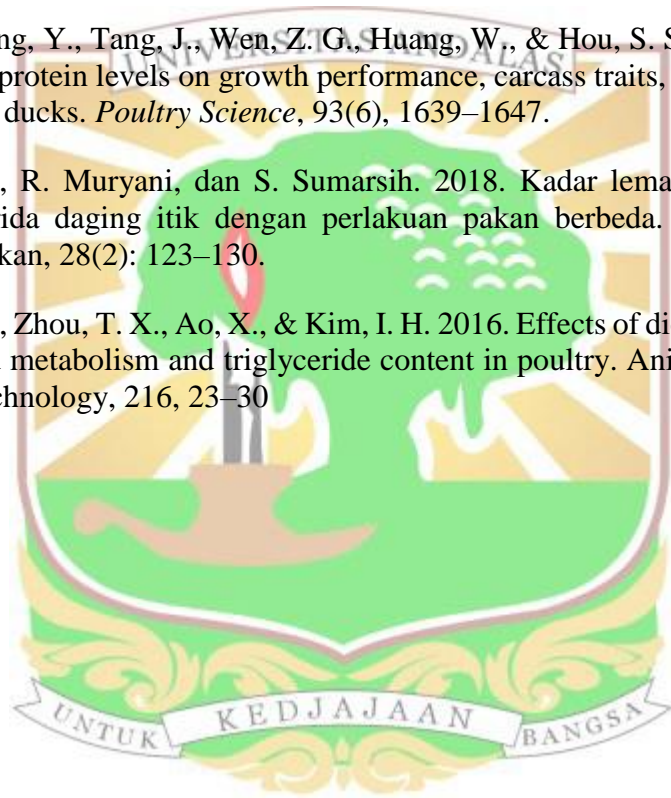 ng, Y., Tang, J., Wen, Z. G., Huang, W., & Hou, S. S
UNIVERSITAS ANDALAS
protein levels on growth performance, carcass traits,
ducks. Poultry Science, 93(6), 1639–1647.
, R. Muryani, dan S. Sumarsih. 2018. Kadar lema
ida daging itik dengan perlakuan pakan berbeda.
kan, 28(2): 123–130.
, Zhou, T. X., Ao, X., & Kim, I. H. 2016. Effects of di
metabolism and triglyceride content in poultry. Ani
chnology, 216, 23–30
UNTUK KEDJAJAAN BANGSA